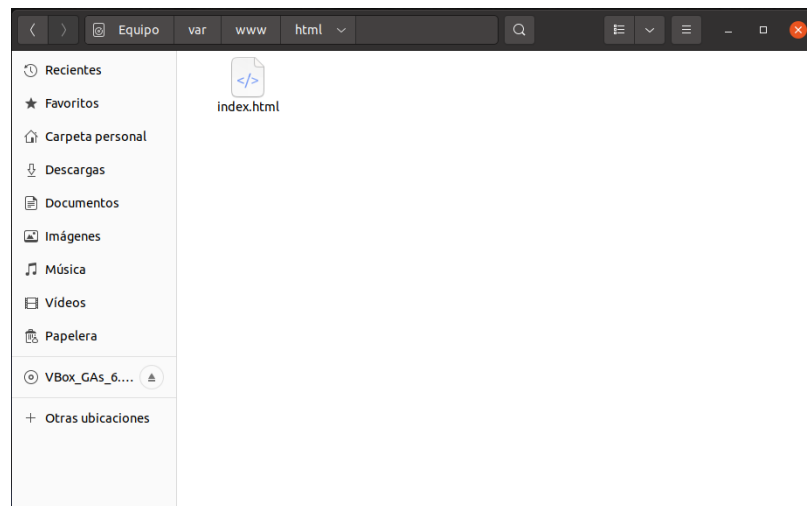 Equipo var www html
Recientes
Favoritos
Carpeta personal
Descargas
Documentos
Imágenes
Música
Vídeos
Papelera
VBox_GAs_6....
Otras ubicaciones
</>
index.html